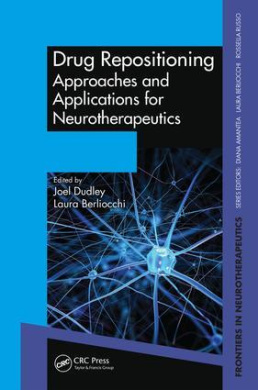 Drug Repositioning
Approaches and
Applications for
Neurotherapeutics
Edited by
Joel Dudley
Laura Berliocchi
CRC Press
Taylor & Francis Group
FRONTIERS IN NEUROTHERAPEUTICS
SERIES EDITORS: DIANA AMANTEA, LAURA BERLIOCCHI, ROSSELLA RUSSO